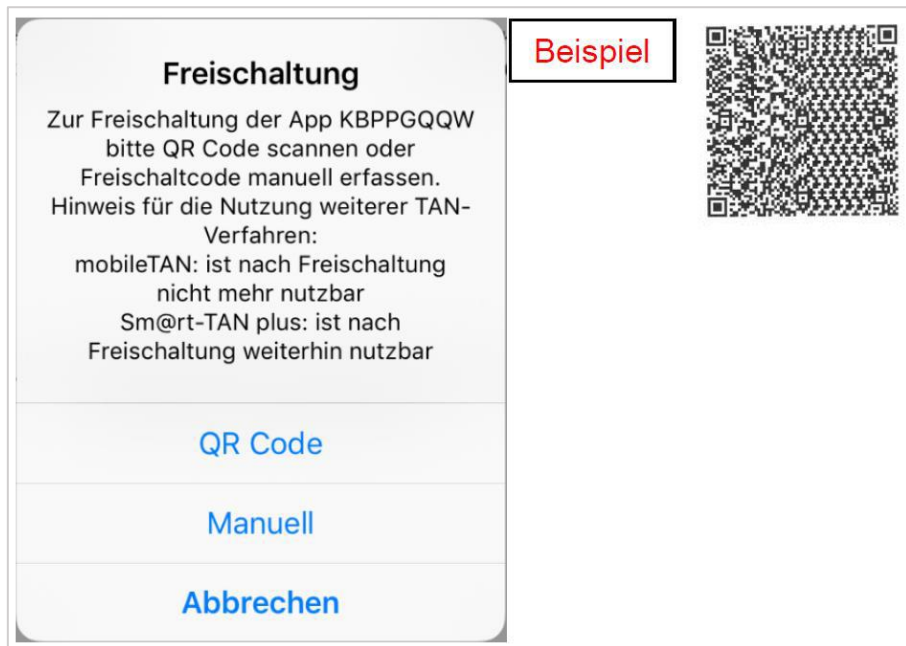 Freischaltung
Zur Freischaltung der App KBPPGQQW
bitte QR Code scannen oder
Freischaltcode manuell erfassen.
Hinweis für die Nutzung weiterer TAN-
Verfahren:
mobileTAN: ist nach Freischaltung
nicht mehr nutzbar
Sm@rt-TAN plus: ist nach
Freischaltung weiterhin nutzbar
QR Code
Manuell
Abbrechen
Beispiel